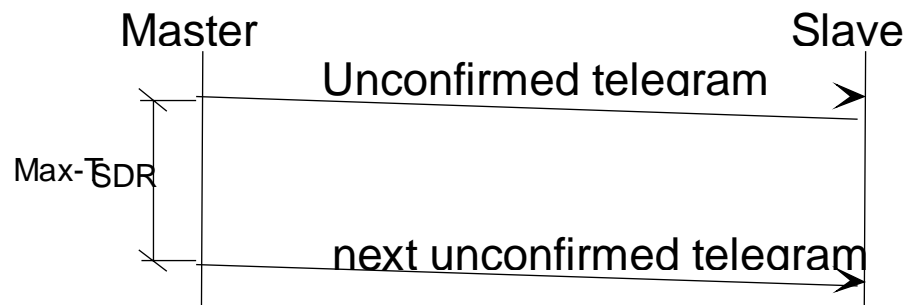 Master Slave
Unconfirmed telegram
Max-TSDR
next unconfirmed telegram